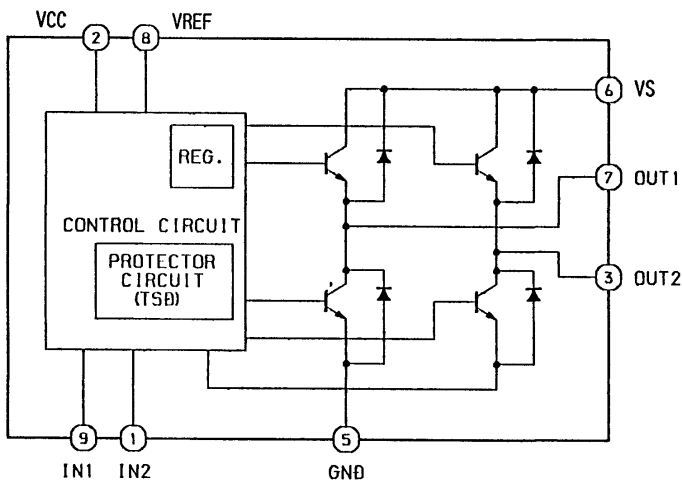 VCC
2
8
VREF
6
VS
REG.
7
OUT1
CONTROL CIRCUIT
PROTECTOR
CIRCUIT
(TSD)
3
OUT2
9
1
5
IN1
IN2
GND